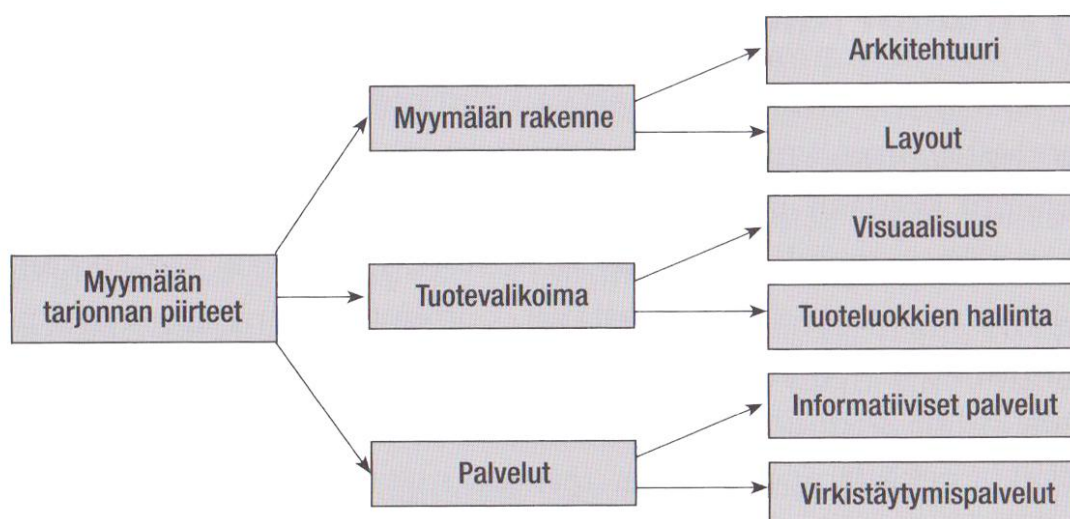 Arkkitehtuuri
Myymälän rakenne
Layout
Visuaalisuus
Myymälän
tarjonnan piirteet
Tuotevalikoima
Tuoteluokkien hallinta
Informatiiviset palvelut
Palvelut
Virkistäytymispalvelut